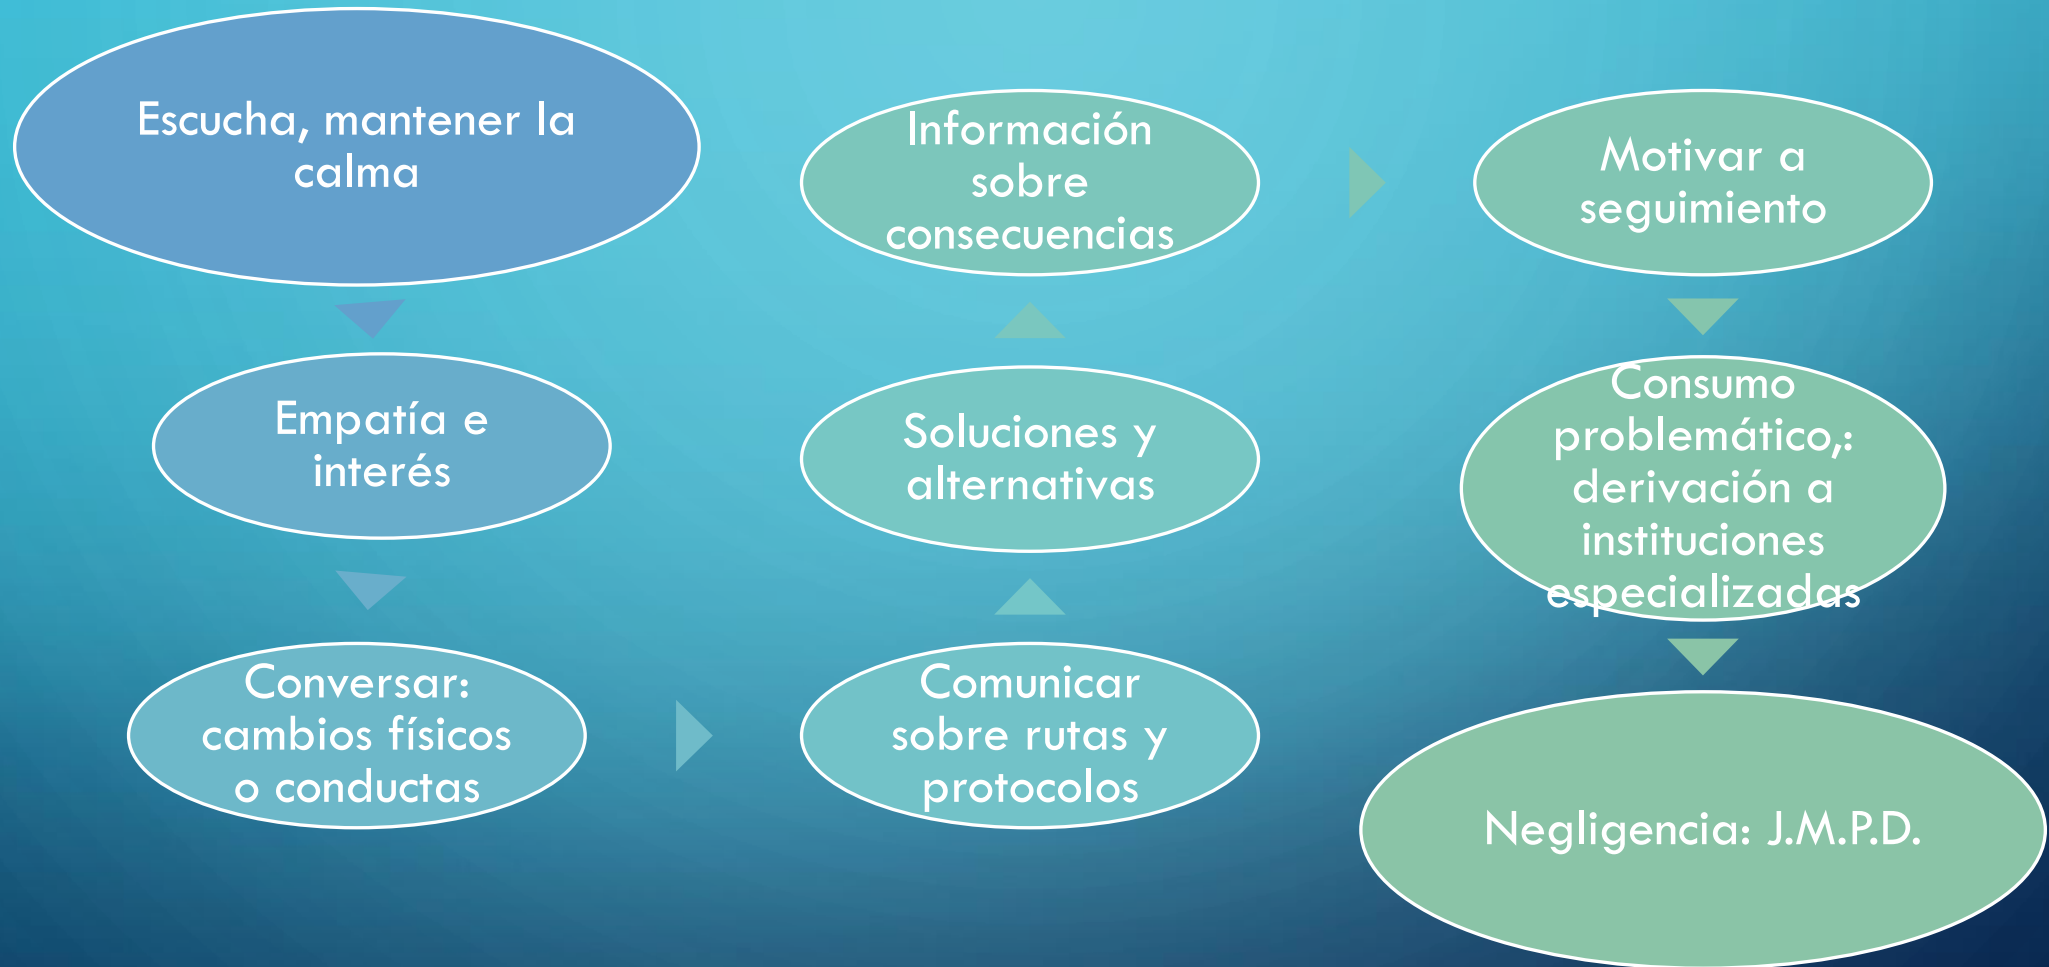 Escucha, mantener la
calma
Empatía e
interés
Conversar:
cambios físicos
o conductas
Comunicar
sobre rutas y
protocolos
Soluciones y
alternativas
Información
sobre
consecuencias
Motivar a
seguimiento
Consumo
problemático,:
derivación a
instituciones
especializadas
Negligencia: J.M.P.D.